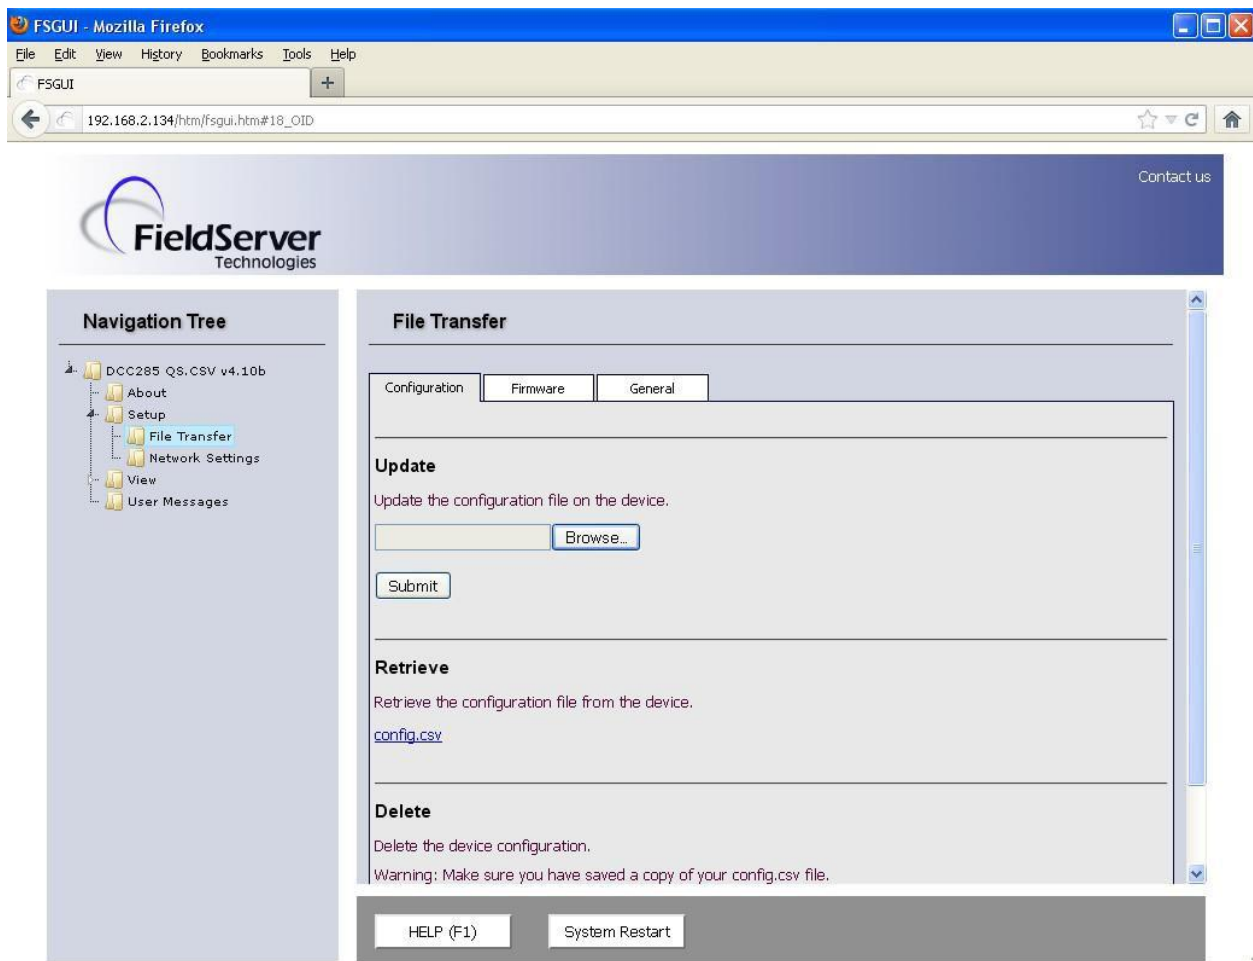 FSGUI - Mozilla Firefox
File Edit View History Bookmarks Tools Help
FSGUI
192.168.2.134/htm/fsgui.htm#18_OID
Contact us
FieldServer
Technologies
Navigation Tree
DCC285 QS.CSV v4.10b
About
Setup
File Transfer
Network Settings
View
User Messages
File Transfer
Configuration Firmware General
Update
Update the configuration file on the device.
Browse...
Submit
Retrieve
Retrieve the configuration file from the device.
config.csv
Delete
Delete the device configuration.
Warning: Make sure you have saved a copy of your config.csv file.
HELP (F1) System Restart